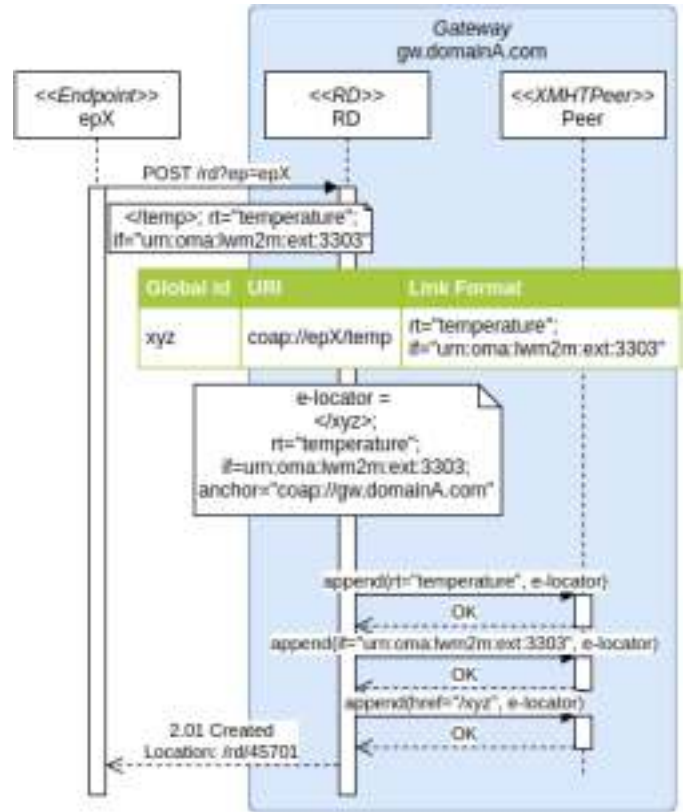 Gateway
gw.domainA.com
<<Endpoint>>
epX
<<RD>>
RD
<<XMHTPeer>>
Peer
POST /rd?ep=epX
</temp>; rt="temperature";
if="urn:oma:lwm2m:ext:3303"
Global id URI Link Format
xyz coap://epX/temp rt="temperature";
if="urn:oma:lwm2m:ext:3303"
e-locator =
</xyz>;
rt="temperature";
if=urn:oma:lwm2m:ext:3303;
anchor="coap://gw.domainA.com"
append(rt="temperature", e-locator)
OK
append(if="urn:oma:lwm2m:ext:3303", e-locator)
OK
append(href="/xyz", e-locator)
OK
2.01 Created
Location: /rd/45701